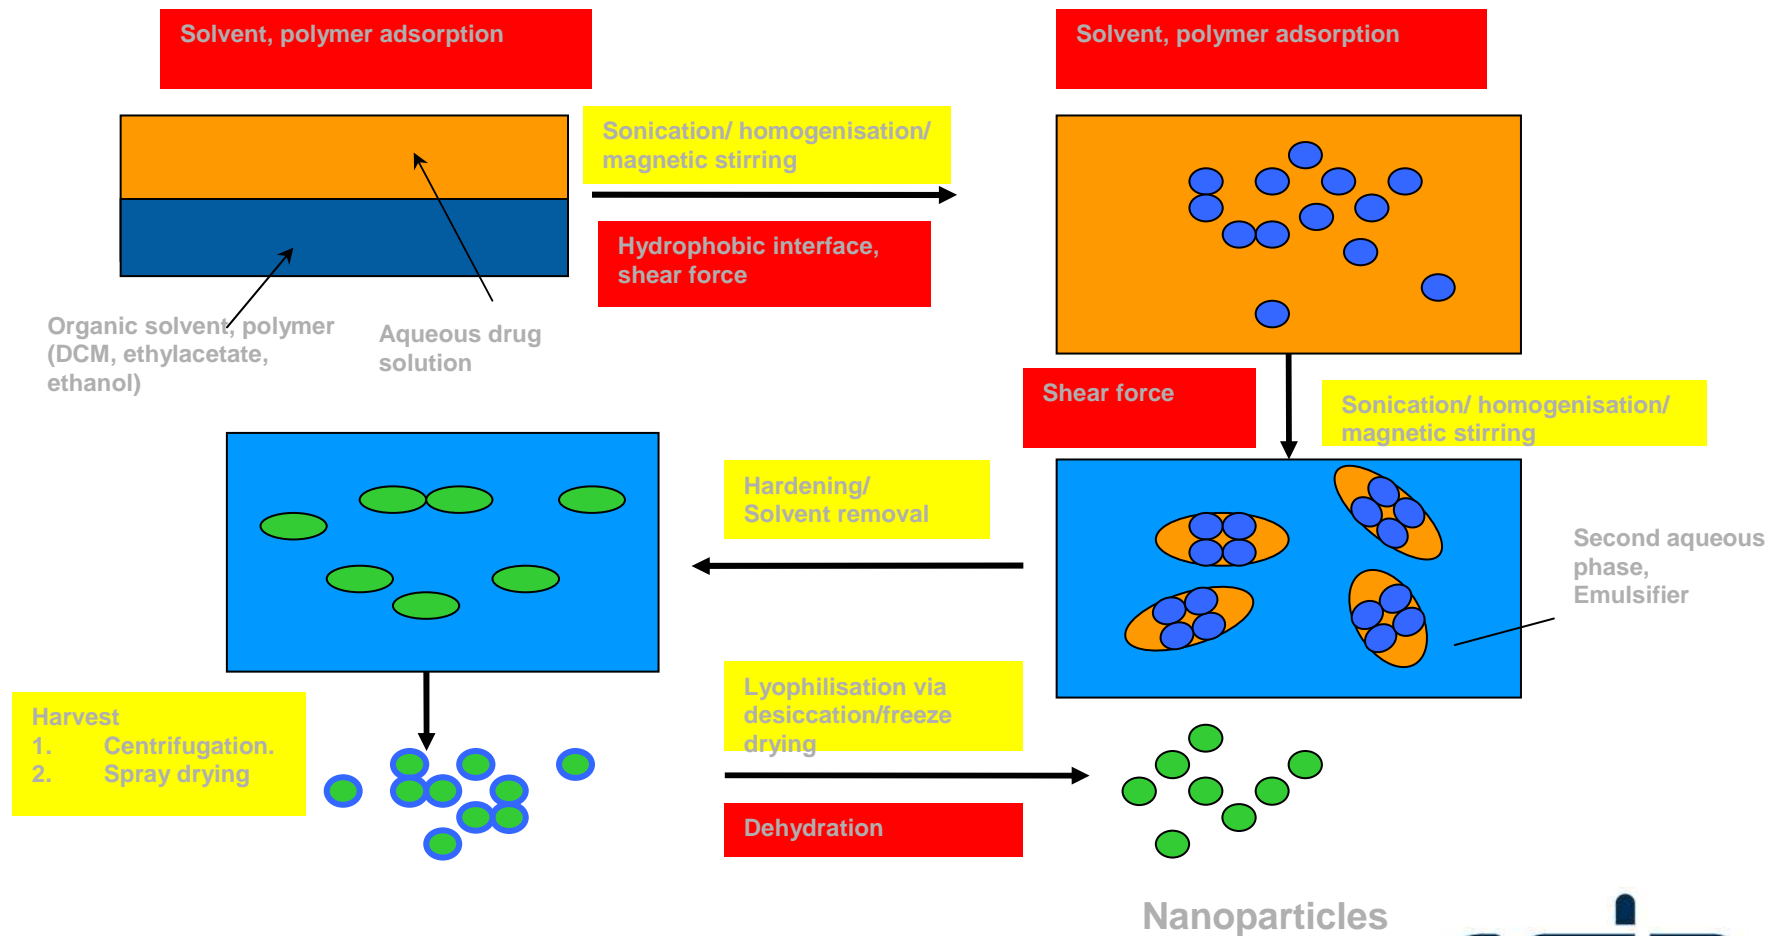 Solvent, polymer adsorption
Solvent, polymer adsorption
Sonication/ homogenisation/
magnetic stirring
Hydrophobic interface,
shear force
Organic solvent, polymer
(DCM, ethylacetate,
ethanol)
Aqueous drug
solution
Shear force
Sonication/ homogenisation/
magnetic stirring
Hardening/
Solvent removal
Second aqueous
phase,
Emulsifier
Harvest
1. Centrifugation.
2. Spray drying
Lyophilisation via
desiccation/freeze
drying
Dehydration
Nanoparticles